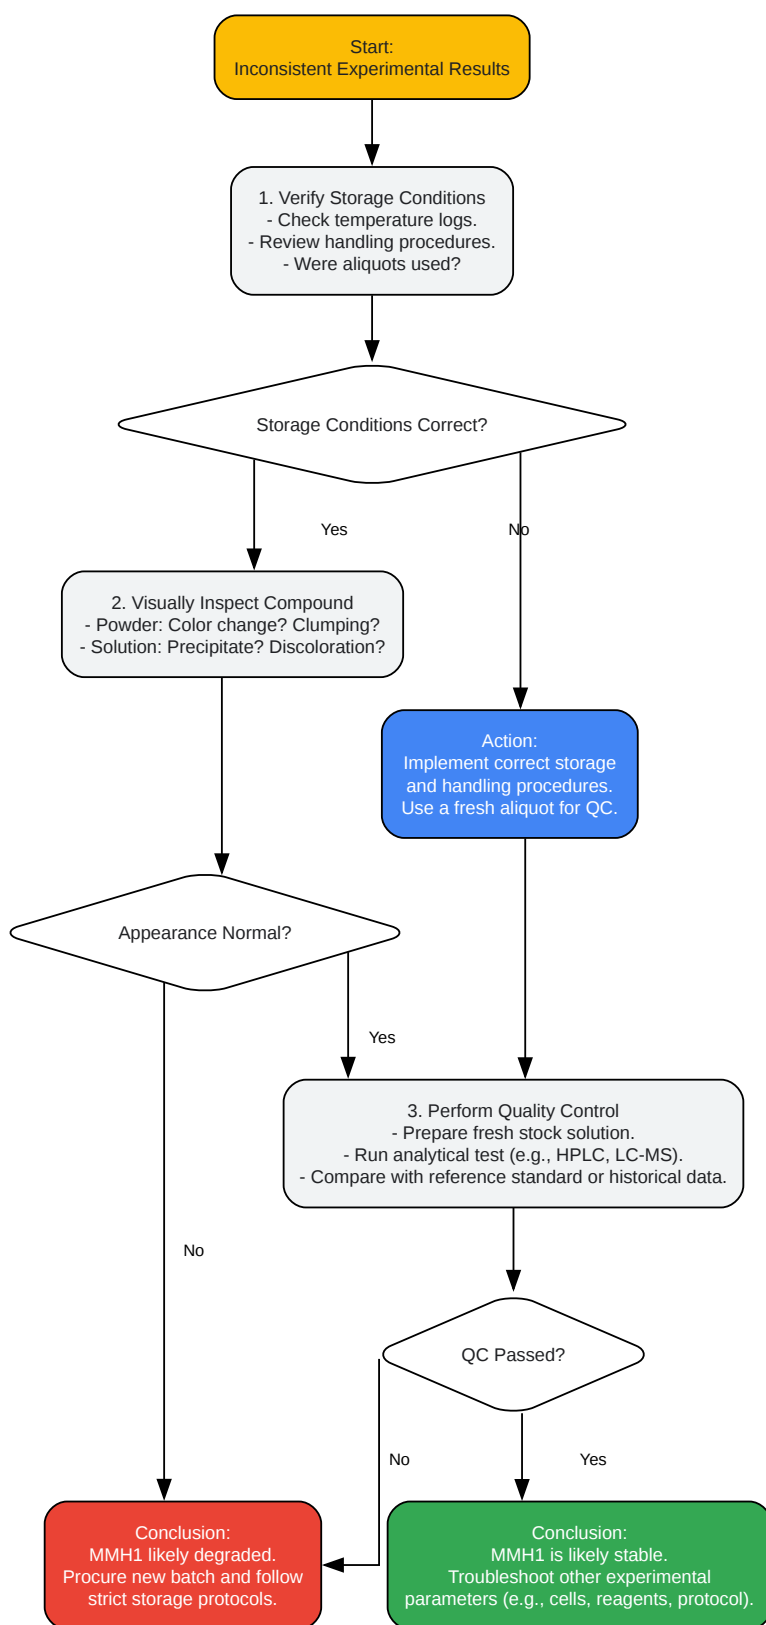 Start:
Inconsistent Experimental Results
1. Verify Storage Conditions
- Check temperature logs.
- Review handling procedures.
- Were aliquots used?
Storage Conditions Correct?
Yes
No
2. Visually Inspect Compound
- Powder: Color change? Clumping?
- Solution: Precipitate? Discoloration?
Action:
Implement correct storage
and handling procedures.
Use a fresh aliquot for QC.
Appearance Normal?
Yes
3. Perform Quality Control
- Prepare fresh stock solution.
- Run analytical test (e.g., HPLC, LC-MS).
- Compare with reference standard or historical data.
No
QC Passed?
No
Yes
Conclusion:
MMH1 likely degraded.
Procure new batch and follow
strict storage protocols.
Conclusion:
MMH1 is likely stable.
Troubleshoot other experimental
parameters (e.g., cells, reagents, protocol).